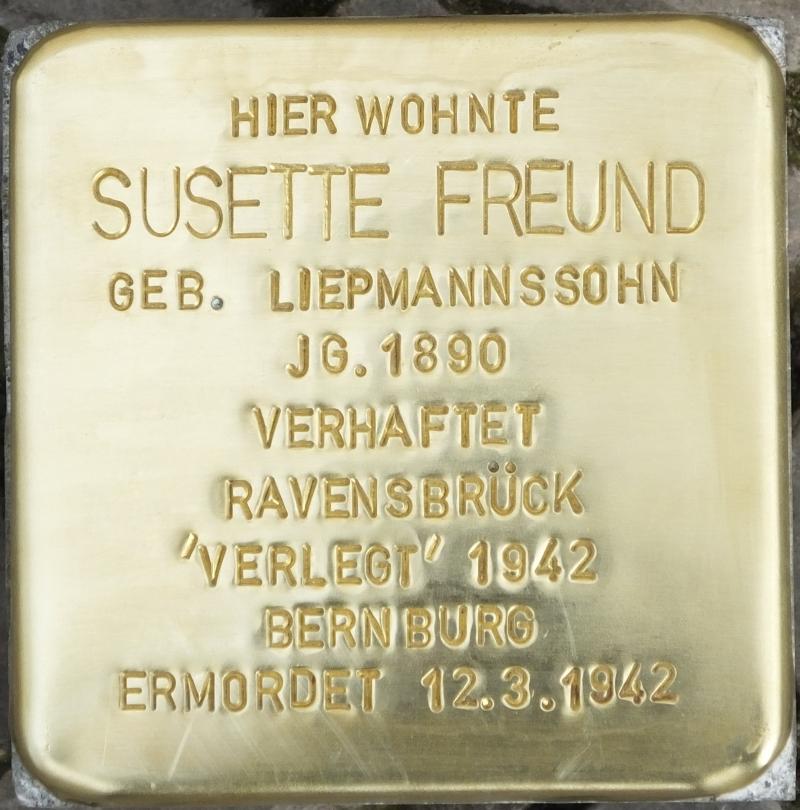 HIER WOHNTE
SUSETTE FREUND
GEB. LIEPMANNSSOHN
JG. 1890
VERHAFTET
RAVENSBRÜCK
'VERLEGT' 1942
BERNBURG
ERMORDET 12.3.1942